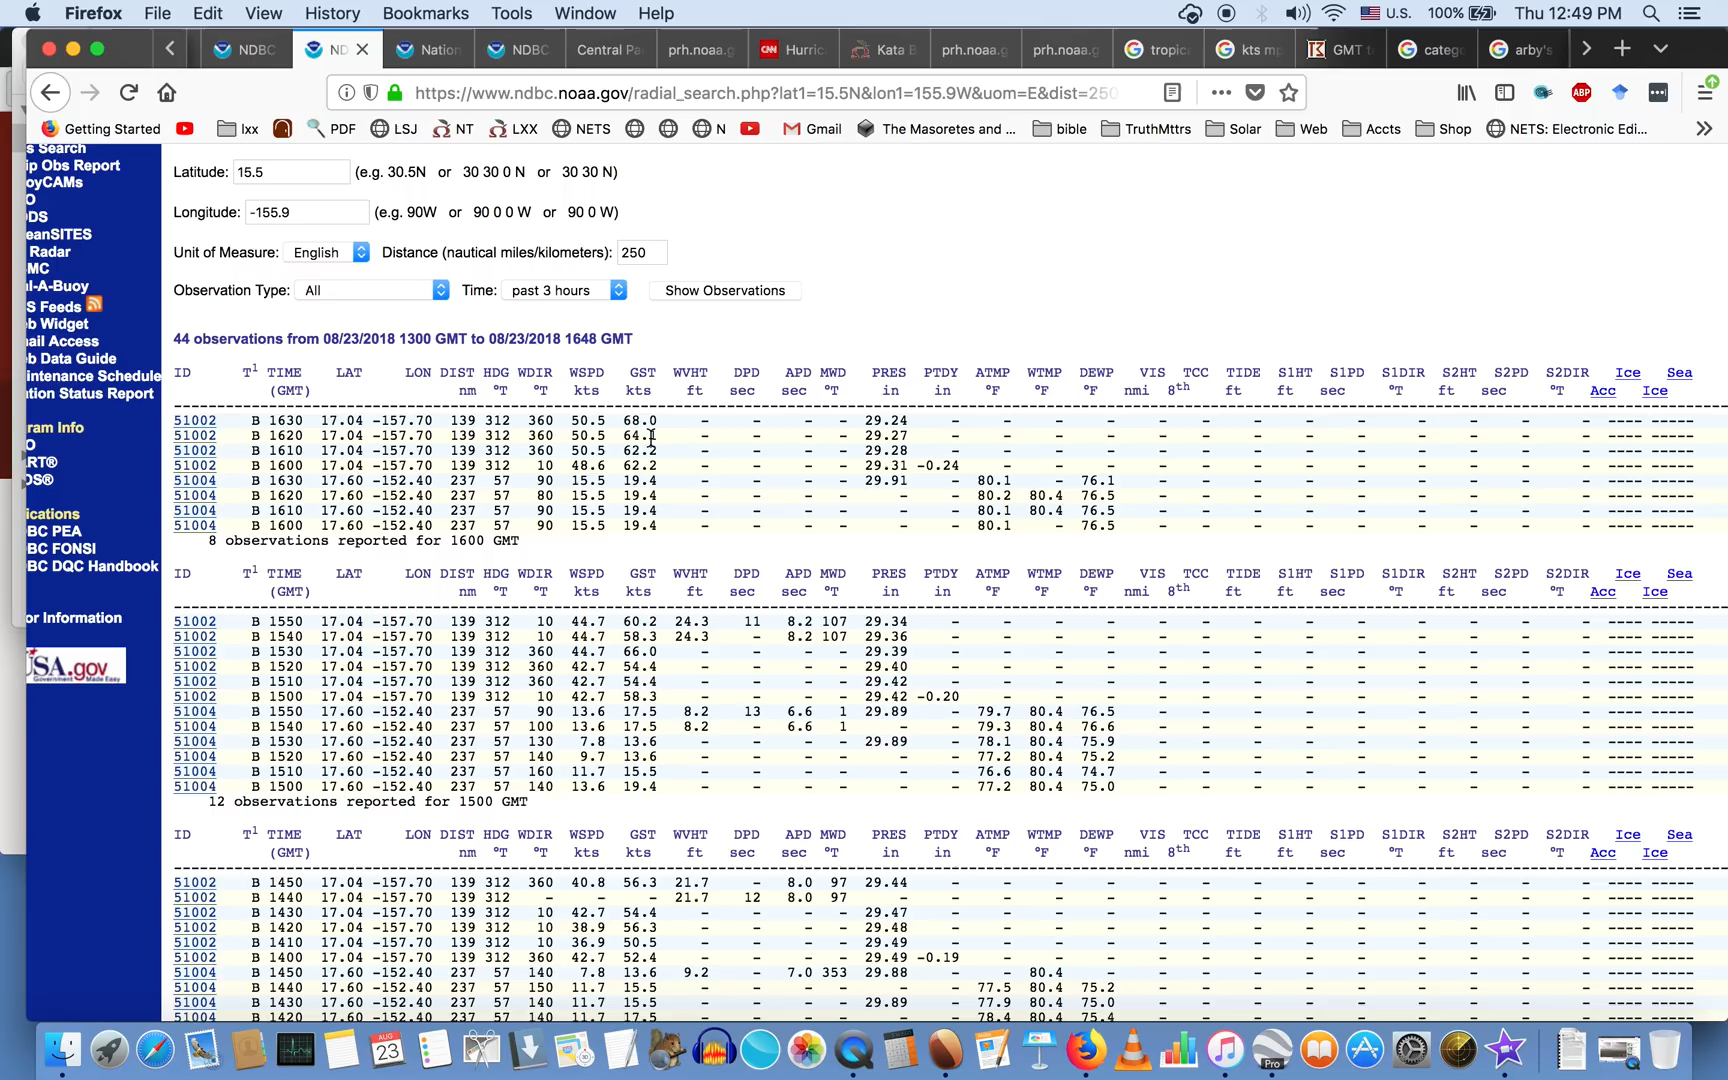 Firefox File Edit View History Bookmarks Tools Window Help U.S. 100% Thu 12:49 PM
NDBC ND Nation NDBC Central Pa prh.noaa.g CNN Hurric Kata B prh.noaa.g prh.noaa.g tropic kts mp GMT t categ arby's
https://www.ndbc.noaa.gov/radial_search.php?lat1=15.5N&lon1=155.9W&uom=E&dist=250 ABP
Getting Started lxx PDF LSJ NT LXX NETS N Gmail The Masoretes and ... bible TruthMttrs Solar Web Accts Shop NETS: Electronic Edi...
s Search
ip Obs Report
oyCAMs
O
DS
eanSITES
Radar
MC
l-A-Buoy
S Feeds
b Widget
ail Access
b Data Guide
intenance Schedule
tion Status Report
ram Info
O
RT®
OS®
ications
BC PEA
BC FONSI
BC DQC Handbook
or Information
USA.gov
Government Made Easy
Latitude: 15.5 (e.g. 30.5N or 30 30 0 N or 30 30 N)
Longitude: -155.9 (e.g. 90W or 90 0 0 W or 90 0 W)
Unit of Measure: English Distance (nautical miles/kilometers): 250
Observation Type: All Time: past 3 hours Show Observations
44 observations from 08/23/2018 1300 GMT to 08/23/2018 1648 GMT
ID T1 TIME LAT LON DIST HDG WDIR WSPD GST WVHT DPD APD MWD PRES PTDY ATMP WTMP DEWP VIS TCC TIDE S1HT S1PD S1DIR S2HT S2PD S2DIR Ice Sea
(GMT) nm °T °T kts kts ft sec sec °T in in °F °F °F nmi 8th ft ft sec °T ft sec °T Acc Ice
51002 B 1630 17.04 -157.70 139 312 360 50.5 68.0 - - - - 29.24 - - - - - - - - - - - - - ---- -----
51002 B 1620 17.04 -157.70 139 312 360 50.5 64.1 - - - - 29.27 - - - - - - - - - - - - - ---- -----
51002 B 1610 17.04 -157.70 139 312 360 50.5 62.2 - - - - 29.28 - - - - - - - - - - - - - ---- -----
51002 B 1600 17.04 -157.70 139 312 10 48.6 62.2 - - - - 29.31 -0.24 - - - - - - - - - - - - ---- -----
51004 B 1630 17.60 -152.40 237 57 90 15.5 19.4 - - - - 29.91 - 80.1 - 76.1 - - - - - - - - - ---- -----
51004 B 1620 17.60 -152.40 237 57 80 15.5 19.4 - - - - - - 80.2 80.4 76.5 - - - - - - - - - ---- -----
51004 B 1610 17.60 -152.40 237 57 90 15.5 19.4 - - - - - - 80.1 80.4 76.5 - - - - - - - - - ---- -----
51004 B 1600 17.60 -152.40 237 57 90 15.5 19.4 - - - - - - 80.1 - 76.5 - - - - - - - - - ---- -----
8 observations reported for 1600 GMT
ID T1 TIME LAT LON DIST HDG WDIR WSPD GST WVHT DPD APD MWD PRES PTDY ATMP WTMP DEWP VIS TCC TIDE S1HT S1PD S1DIR S2HT S2PD S2DIR Ice Sea
(GMT) nm °T °T kts kts ft sec sec °T in in °F °F °F nmi 8th ft ft sec °T ft sec °T Acc Ice
51002 B 1550 17.04 -157.70 139 312 10 44.7 60.2 24.3 11 8.2 107 29.34 - - - - - - - - - - - - - ---- -----
51002 B 1540 17.04 -157.70 139 312 10 44.7 58.3 24.3 - 8.2 107 29.36 - - - - - - - - - - - - - ---- -----
51002 B 1530 17.04 -157.70 139 312 360 44.7 66.0 - - - - 29.39 - - - - - - - - - - - - - ---- -----
51002 B 1520 17.04 -157.70 139 312 360 42.7 54.4 - - - - 29.40 - - - - - - - - - - - - - ---- -----
51002 B 1510 17.04 -157.70 139 312 360 42.7 54.4 - - - - 29.42 - - - - - - - - - - - - - ---- -----
51002 B 1500 17.04 -157.70 139 312 10 42.7 58.3 - - - - 29.42 -0.20 - - - - - - - - - - - - ---- -----
51004 B 1550 17.60 -152.40 237 57 90 13.6 17.5 8.2 13 6.6 1 29.89 - 79.7 80.4 76.5 - - - - - - - - - ---- -----
51004 B 1540 17.60 -152.40 237 57 100 13.6 17.5 8.2 - 6.6 1 - - 79.3 80.4 76.6 - - - - - - - - - ---- -----
51004 B 1530 17.60 -152.40 237 57 130 7.8 13.6 - - - - 29.89 - 78.1 80.4 75.9 - - - - - - - - - ---- -----
51004 B 1520 17.60 -152.40 237 57 140 9.7 13.6 - - - - - - 77.2 80.4 75.2 - - - - - - - - - ---- -----
51004 B 1510 17.60 -152.40 237 57 160 11.7 15.5 - - - - - - 76.6 80.4 74.7 - - - - - - - - - ---- -----
51004 B 1500 17.60 -152.40 237 57 140 13.6 19.4 - - - - - - 77.2 80.4 75.0 - - - - - - - - - ---- -----
12 observations reported for 1500 GMT
ID T1 TIME LAT LON DIST HDG WDIR WSPD GST WVHT DPD APD MWD PRES PTDY ATMP WTMP DEWP VIS TCC TIDE S1HT S1PD S1DIR S2HT S2PD S2DIR Ice Sea
(GMT) nm °T °T kts kts ft sec sec °T in in °F °F °F nmi 8th ft ft sec °T ft sec °T Acc Ice
51002 B 1450 17.04 -157.70 139 312 360 40.8 56.3 21.7 - 8.0 97 29.44 - - - - - - - - - - - - - ---- -----
51002 B 1440 17.04 -157.70 139 312 - - - 21.7 12 8.0 97 - - - - - - - - - - - - - - ---- -----
51002 B 1430 17.04 -157.70 139 312 10 42.7 54.4 - - - - 29.47 - - - - - - - - - - - - - ---- -----
51002 B 1420 17.04 -157.70 139 312 10 38.9 56.3 - - - - 29.48 - - - - - - - - - - - - - ---- -----
51002 B 1410 17.04 -157.70 139 312 10 36.9 50.5 - - - - 29.49 - - - - - - - - - - - - - ---- -----
51002 B 1400 17.04 -157.70 139 312 360 42.7 52.4 - - - - 29.49 -0.19 - - - - - - - - - - - - ---- -----
51004 B 1450 17.60 -152.40 237 57 140 7.8 13.6 9.2 - 7.0 353 29.88 - - 80.4 - - - - - - - - - - ---- -----
51004 B 1440 17.60 -152.40 237 57 150 11.7 15.5 - - - - - - 77.5 80.4 75.2 - - - - - - - - - ---- -----
51004 B 1430 17.60 -152.40 237 57 140 11.7 15.5 - - - - 29.89 - 77.9 80.4 75.0 - - - - - - - - - ---- -----
51004 B 1420 17.60 -152.40 237 57 140 11.7 17.5 - - - - - - 78.4 80.4 75.4 - - - - - - - - - ---- -----
AUG
23
Pro